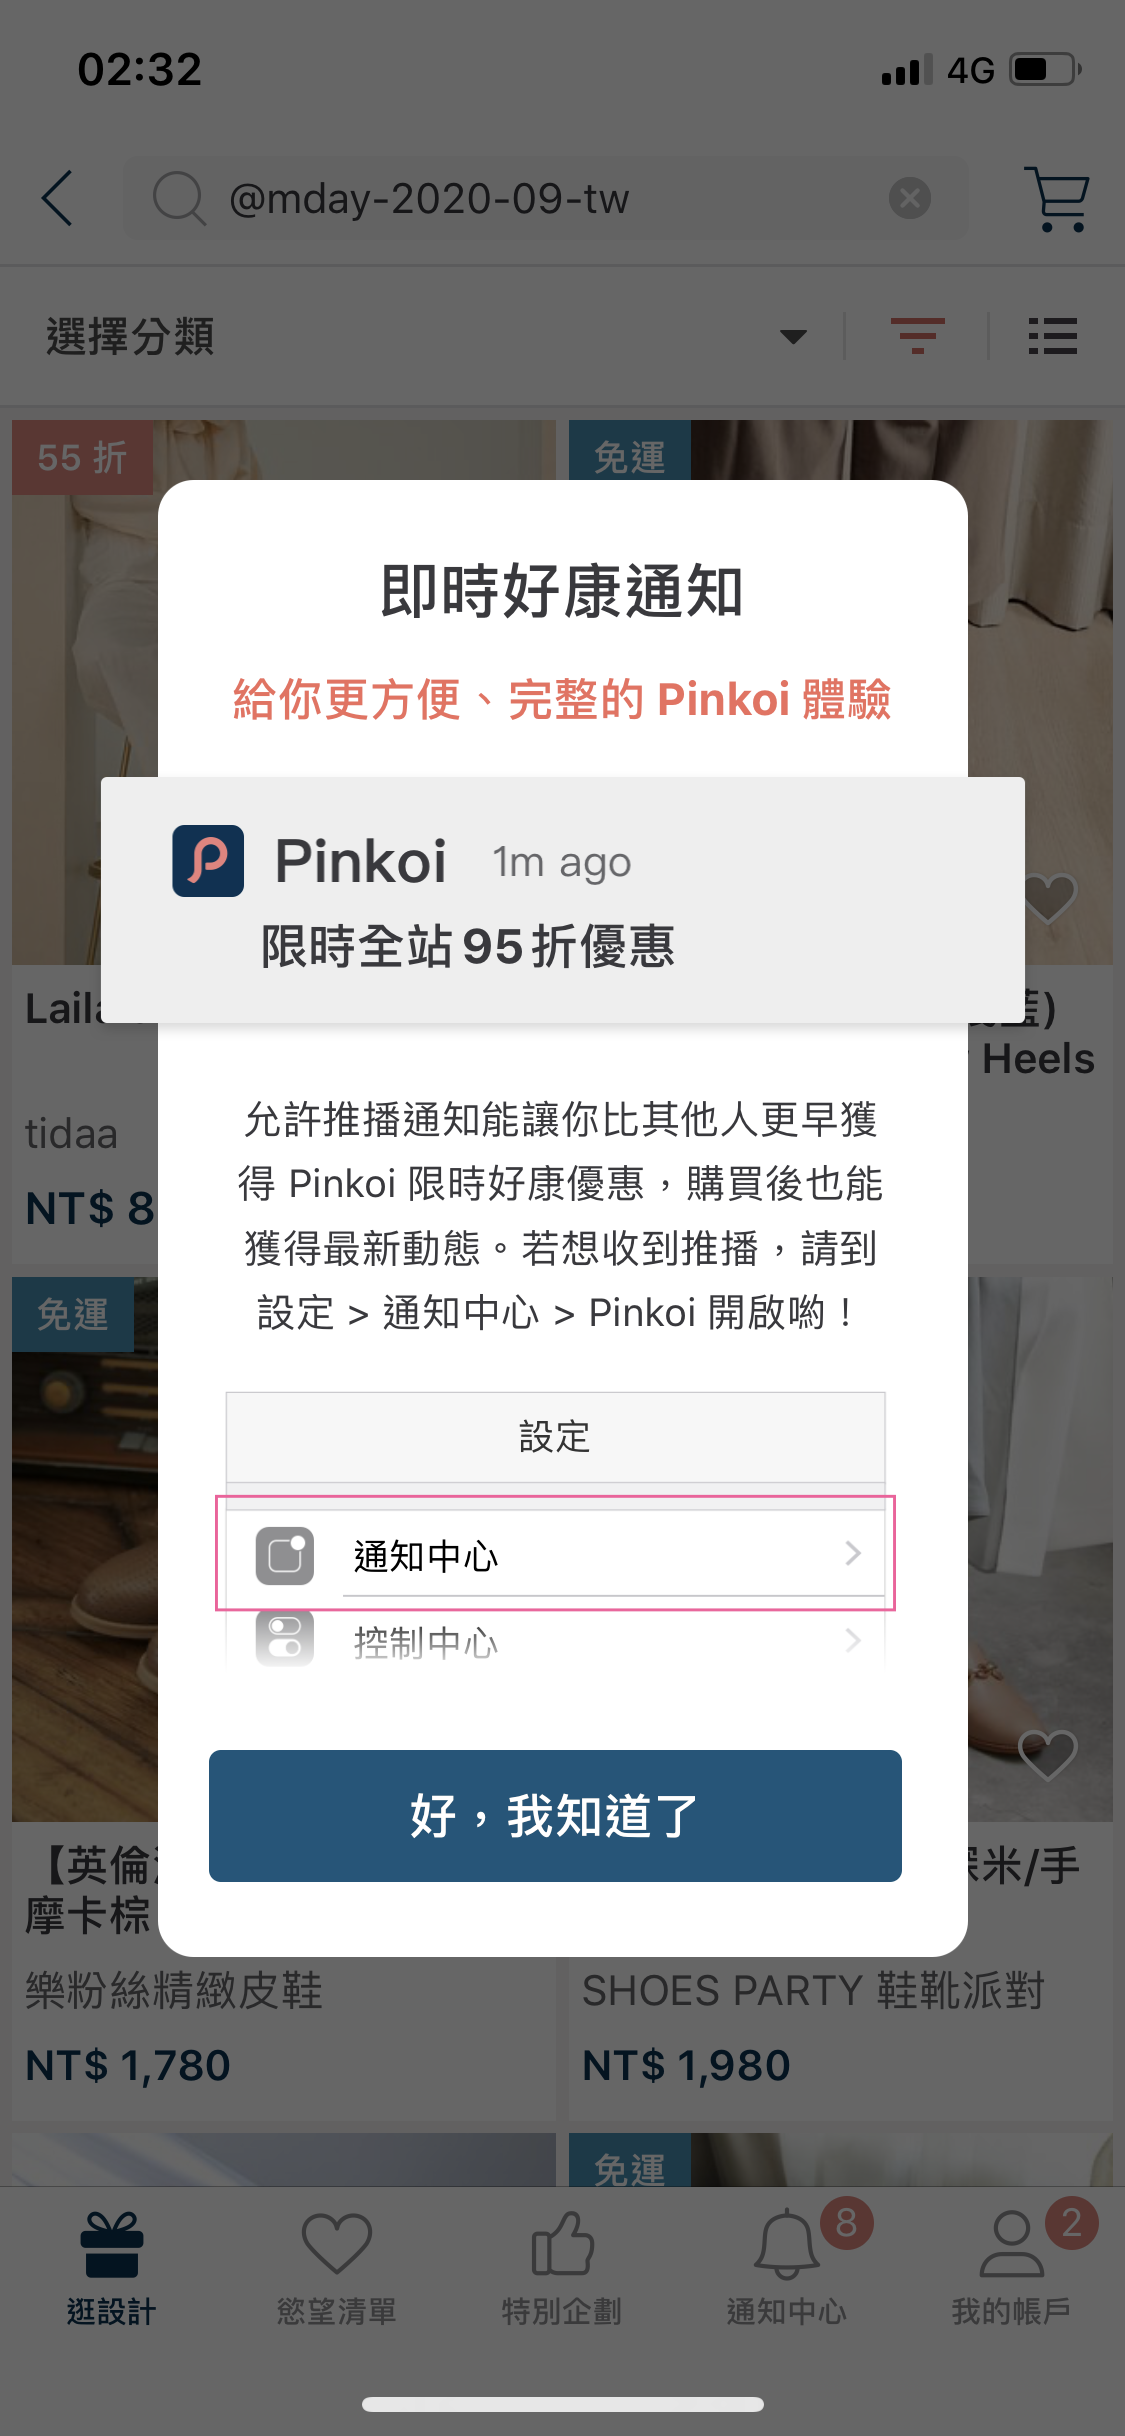 02:32
4G
@mday-2020-09-tw
選擇分類
55 折
免運
即時好康通知
給你更方便、完整的 Pinkoi 體驗
Pinkoi 1m ago
限時全站95折優惠
Laila
藍)
Heels
tidaa
NT$ 8
允許推播通知能讓你比其他人更早獲
得 Pinkoi 限時好康優惠，購買後也能
獲得最新動態。若想收到推播，請到
設定 > 通知中心 > Pinkoi 開啟喲！
免運
設定
通知中心
控制中心
好，我知道了
【英倫
摩卡棕
米/手
樂粉絲精緻皮鞋
SHOES PARTY 鞋靴派對
NT$ 1,780
NT$ 1,980
免運
8
2
逛設計
慾望清單
特別企劃
通知中心
我的帳戶